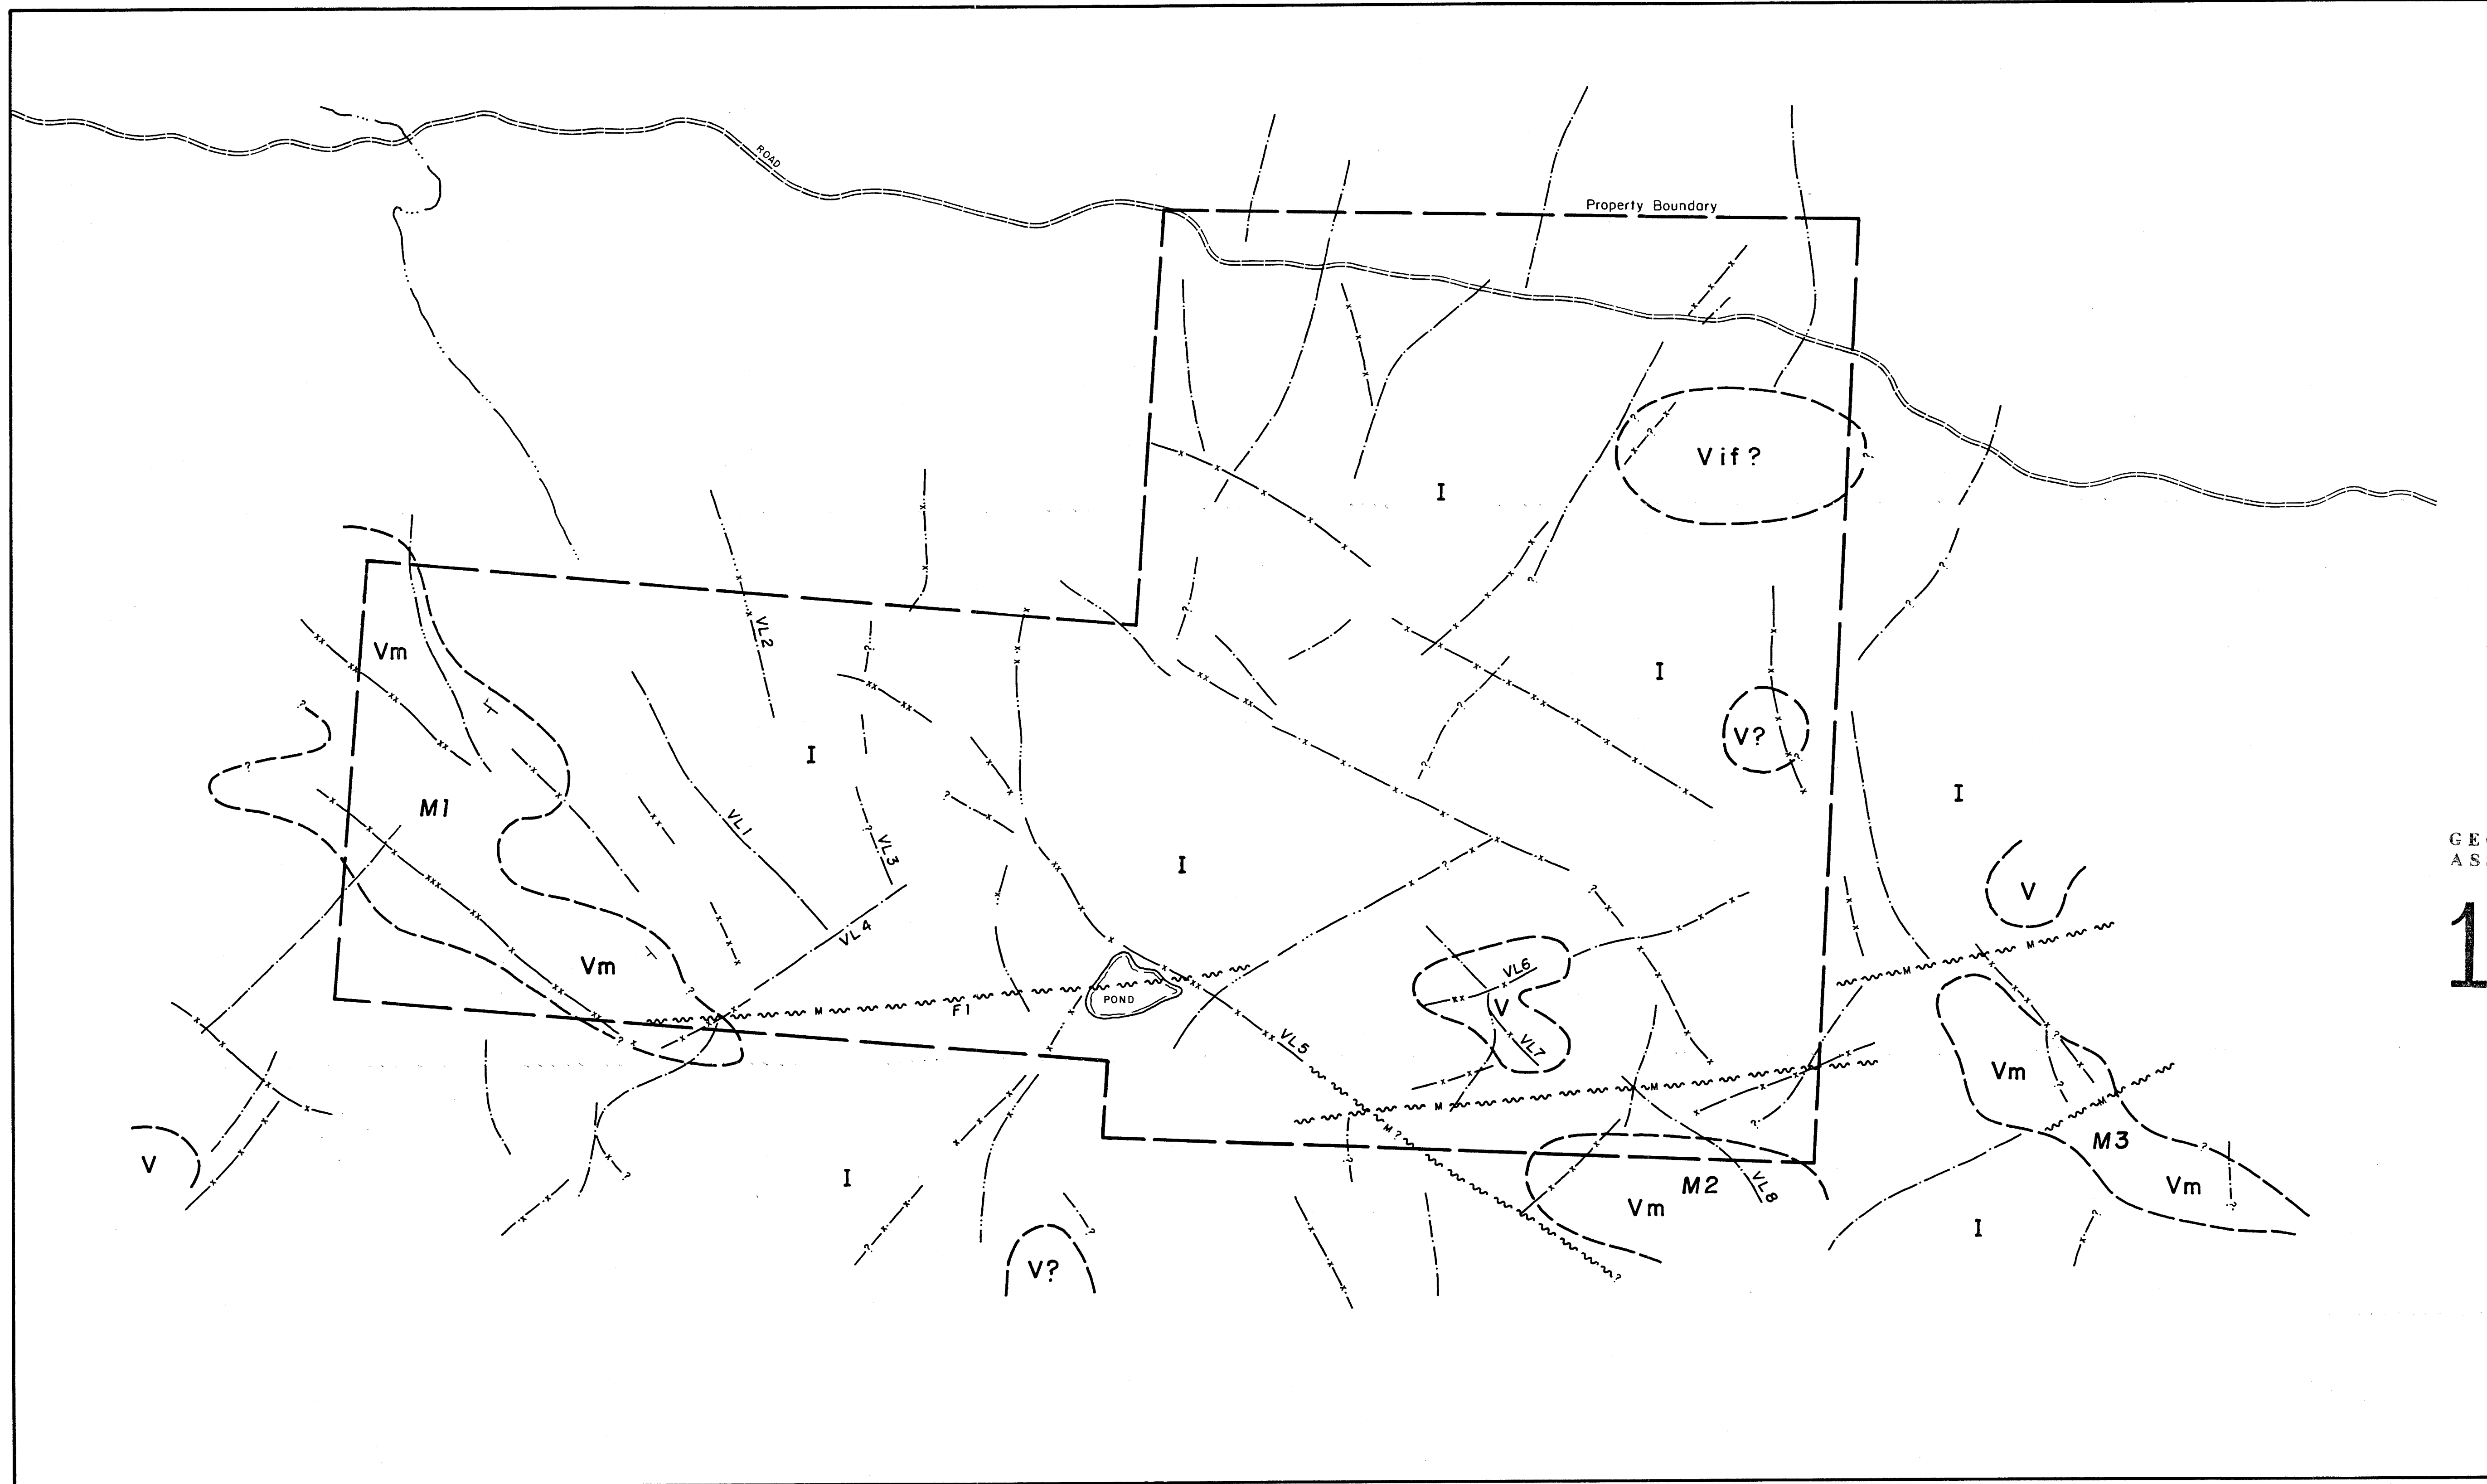 ROAD
Property Boundary
Vif ?
I
Vm
VL2
I
V?
I
M1
VL1
VL3
I
I
GE
AS
V
1
VL4
Vm
VL6
POND
F1
V
VL5
VL7
Vm
M3
V
I
M2
VL8
Vm
Vm
I
V?